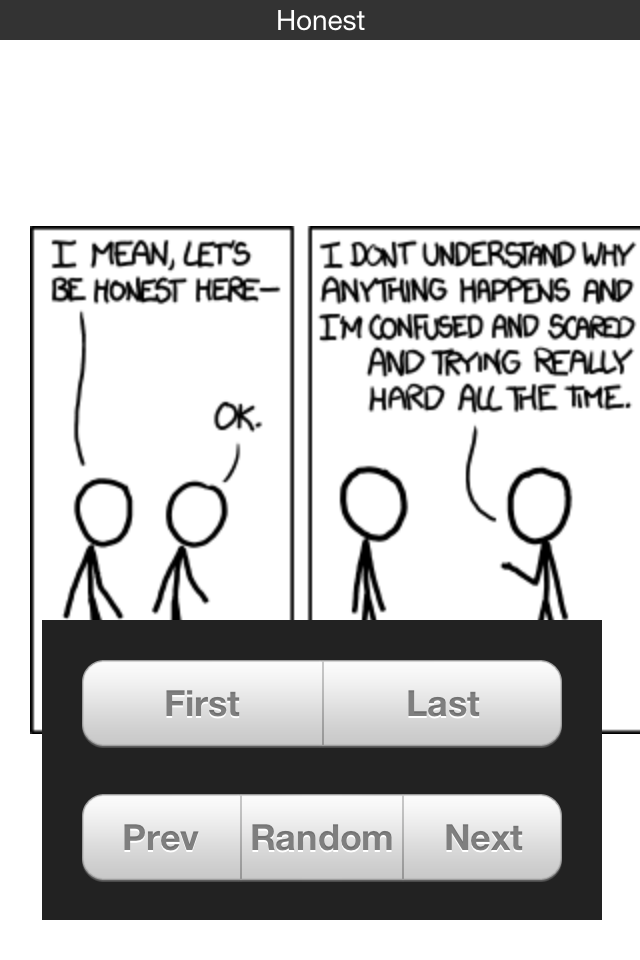 Honest
I MEAN, LET'S
BE HONEST HERE—
OK.
I DON'T UNDERSTAND WHY
ANYTHING HAPPENS AND
I'M CONFUSED AND SCARED
AND TRYING REALLY
HARD ALL THE TIME.
First Last
Prev Random Next